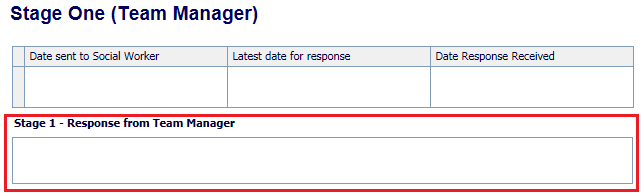 Stage One (Team Manager)
Date sent to Social Worker Latest date for response Date Response Received
Stage 1 - Response from Team Manager